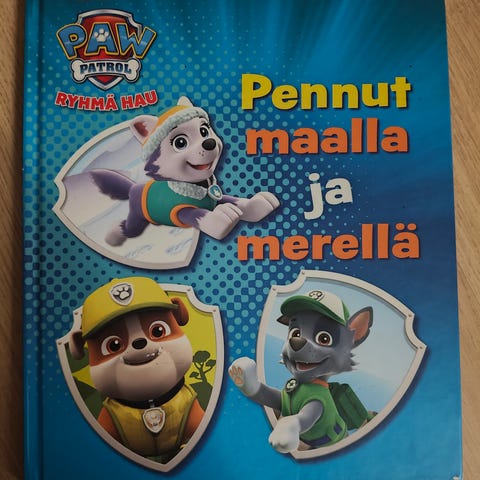 PAW
PATROL
RYHMÄ HAU
Pennut
maalla
ja
merellä